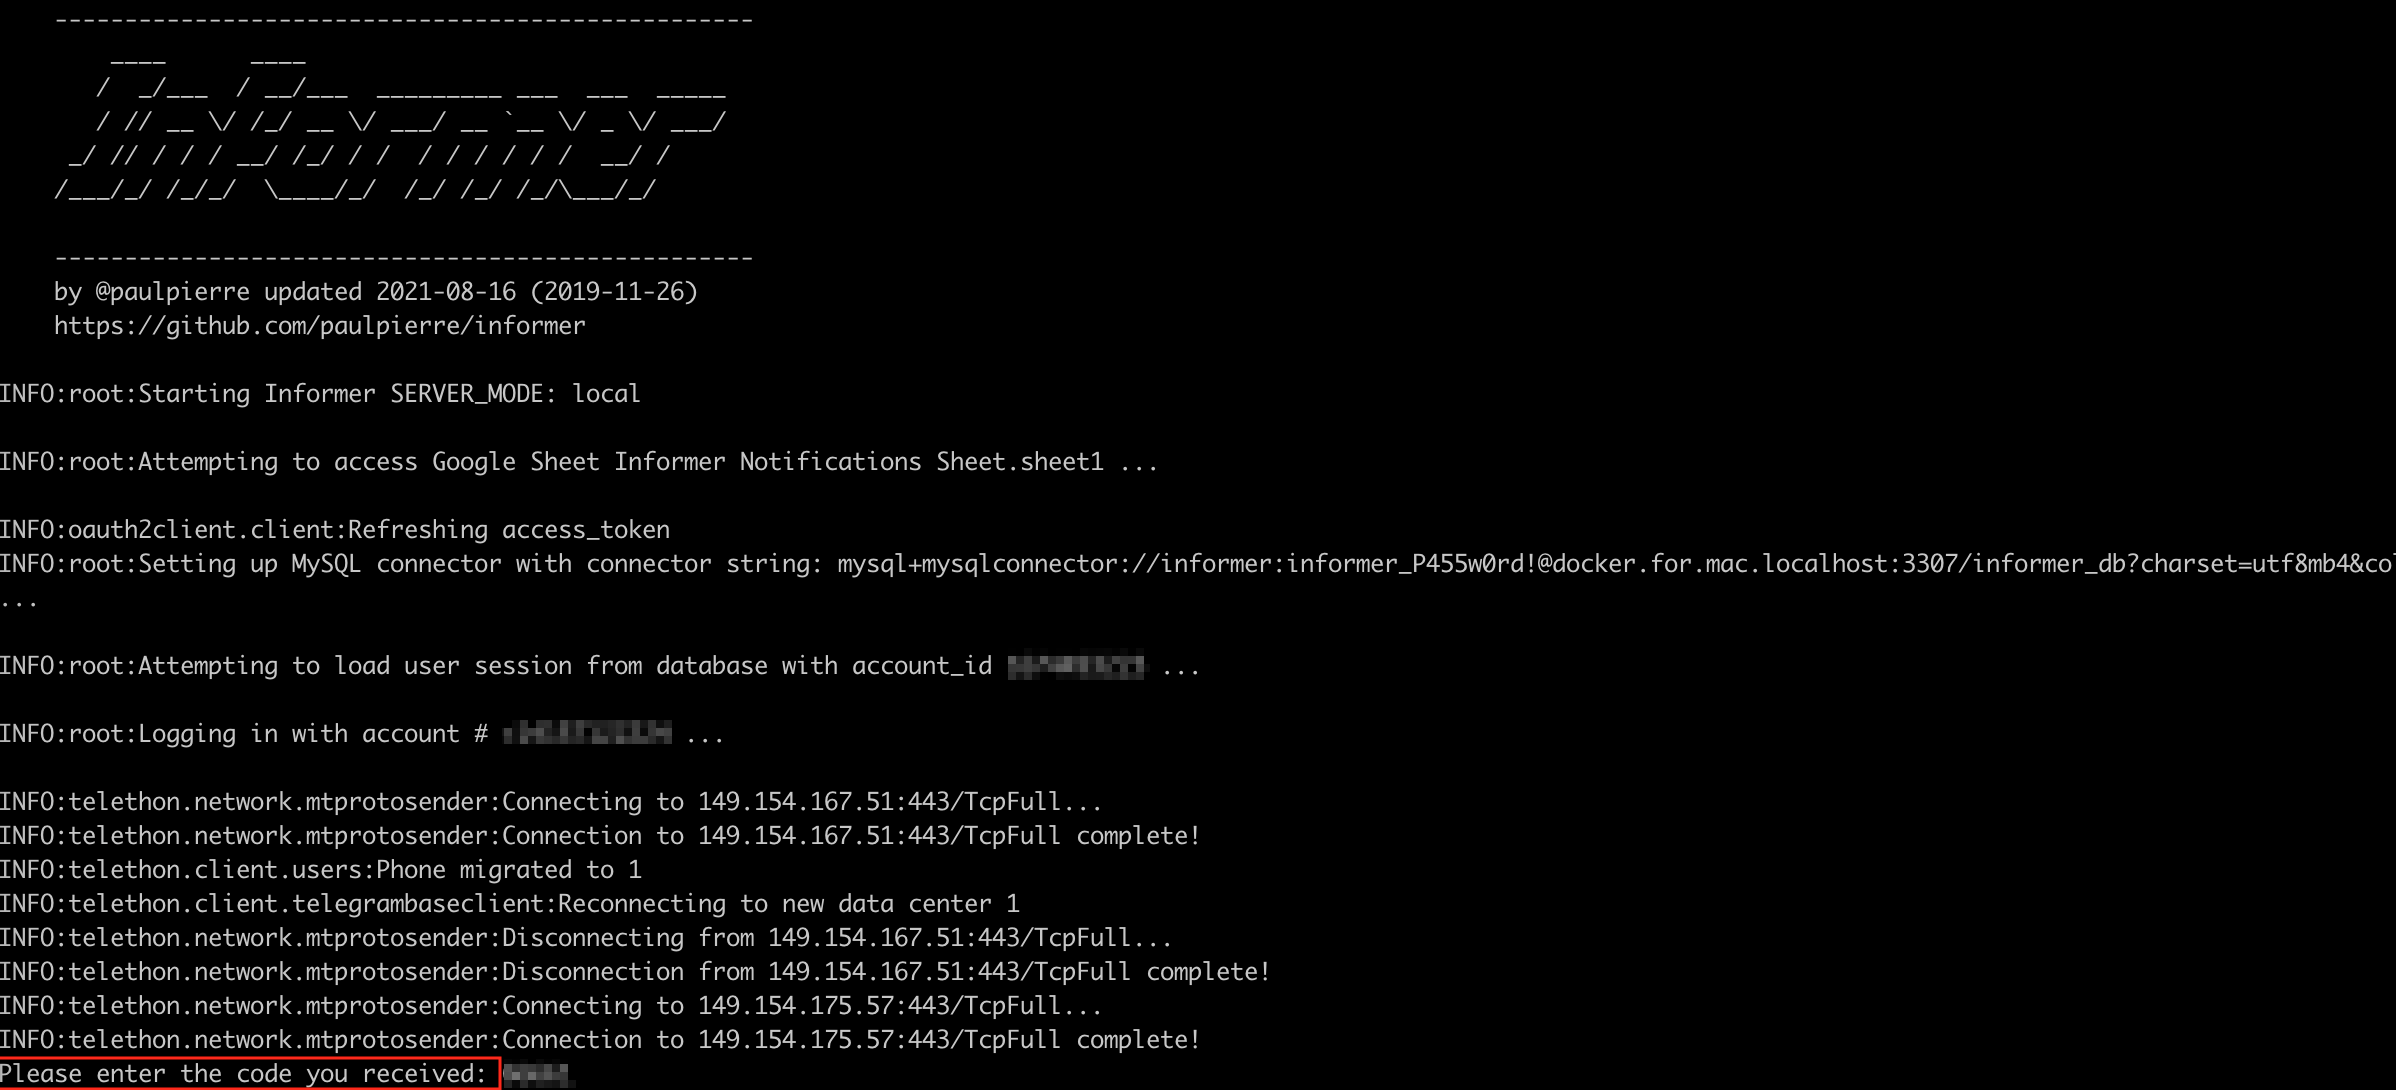 --------------------------------------------------
    ____      ____
   /  _/___  / __/___  _________ ___  ___  _____
   / // __ \/ /_/ __ \/ ___/ __ `__ \/ _ \/ ___/
 _/ // / / / __/ /_/ / /  / / / / / /  __/ /
/___/_/ /_/_/  \____/_/  /_/ /_/ /_/\___/_/
--------------------------------------------------
by @paulpierre updated 2021-08-16 (2019-11-26)
https://github.com/paulpierre/informer
INFO:root:Starting Informer SERVER_MODE: local
INFO:root:Attempting to access Google Sheet Informer Notifications Sheet.sheet1 ...
INFO:oauth2client.client:Refreshing access_token
INFO:root:Setting up MySQL connector with connector string: mysql+mysqlconnector://informer:informer_P455w0rd!@docker.for.mac.localhost:3307/informer_db?charset=utf8mb4&col
...
INFO:root:Attempting to load user session from database with account_id ...
INFO:root:Logging in with account # ...
INFO:telethon.network.mtprotosender:Connecting to 149.154.167.51:443/TcpFull...
INFO:telethon.network.mtprotosender:Connection to 149.154.167.51:443/TcpFull complete!
INFO:telethon.client.users:Phone migrated to 1
INFO:telethon.client.telegrambaseclient:Reconnecting to new data center 1
INFO:telethon.network.mtprotosender:Disconnecting from 149.154.167.51:443/TcpFull...
INFO:telethon.network.mtprotosender:Disconnection from 149.154.167.51:443/TcpFull complete!
INFO:telethon.network.mtprotosender:Connecting to 149.154.175.57:443/TcpFull...
INFO:telethon.network.mtprotosender:Connection to 149.154.175.57:443/TcpFull complete!
Please enter the code you received: